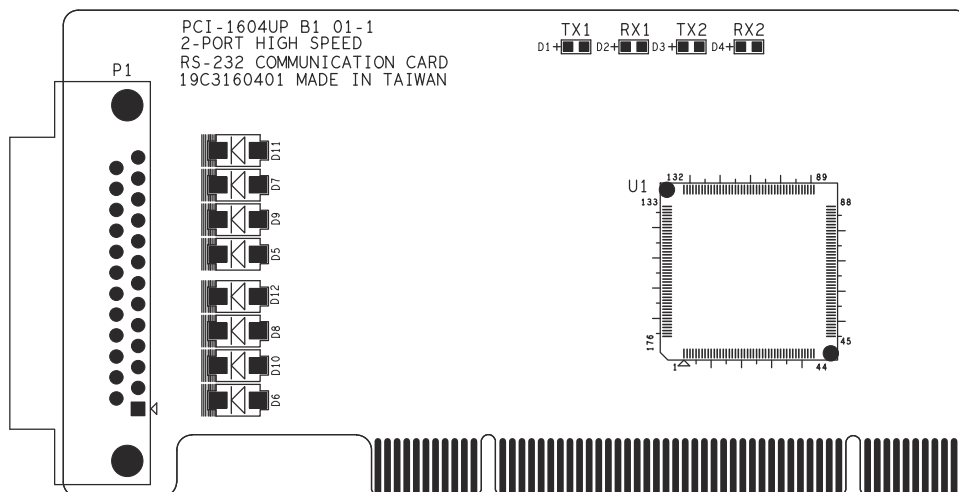 PCI-1604UP B1 01-1
2-PORT HIGH SPEED
RS-232 COMMUNICATION CARD
19C3160401 MADE IN TAIWAN
TX1 RX1 TX2 RX2
D1+ D2+ D3+ D4+
P1
D11
D7
D9
D5
D12
D8
D10
D6
U1
132 89
133 88
176 45
1 44